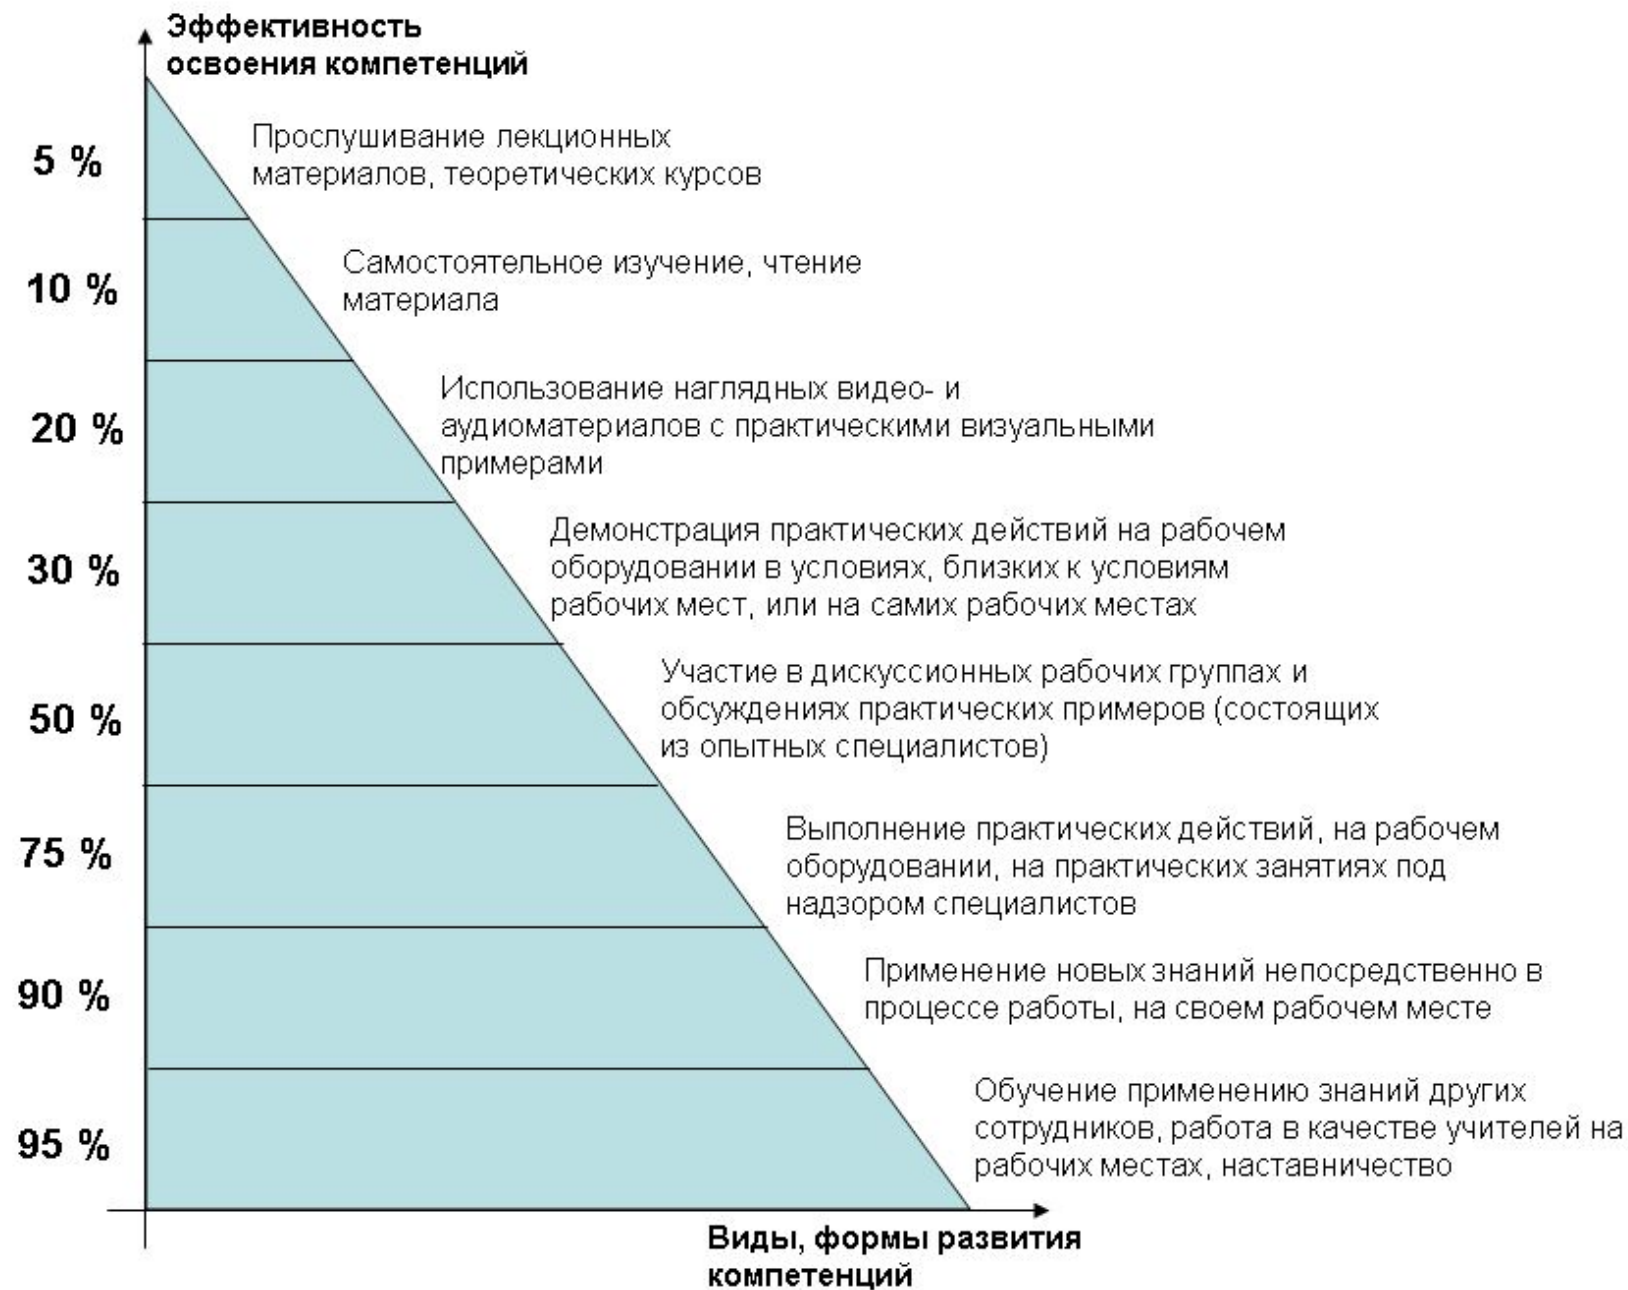 Эффективность
освоения компетенций
5 %
Прослушивание лекционных
материалов, теоретических курсов
10 %
Самостоятельное изучение, чтение
материала
20 %
Использование наглядных видео- и
аудиоматериалов с практическими визуальными
примерами
30 %
Демонстрация практических действий на рабочем
оборудовании в условиях, близких к условиям
рабочих мест, или на самих рабочих местах
50 %
Участие в дискуссионных рабочих группах и
обсуждениях практических примеров (состоящих
из опытных специалистов)
75 %
Выполнение практических действий, на рабочем
оборудовании, на практических занятиях под
надзором специалистов
90 %
Применение новых знаний непосредственно в
процессе работы, на своем рабочем месте
95 %
Обучение применению знаний других
сотрудников, работа в качестве учителей на
рабочих местах, наставничество
Виды, формы развития
компетенций